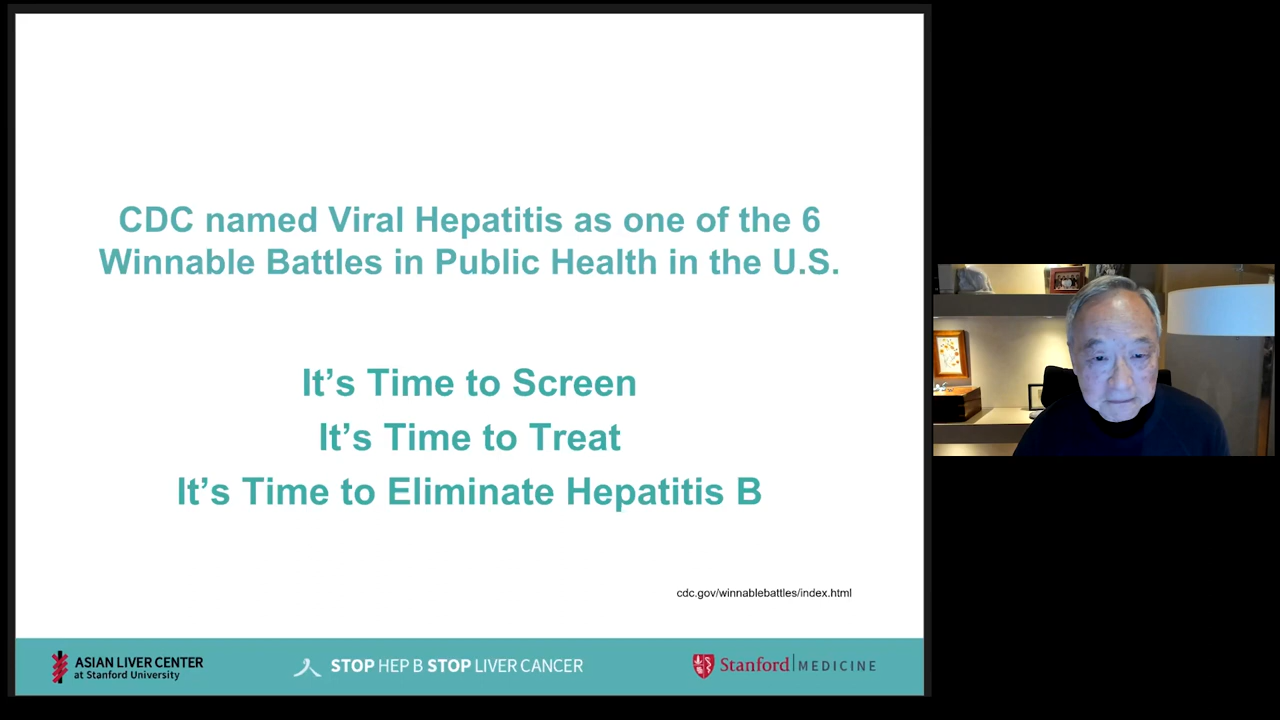 CDC named Viral Hepatitis as one of the 6
Winnable Battles in Public Health in the U.S.
It’s Time to Screen
It’s Time to Treat
It’s Time to Eliminate Hepatitis B
cdc.gov/winnablebattles/index.html
ASIAN LIVER CENTER
at Stanford University
STOP HEP B STOP LIVER CANCER
Stanford MEDICINE